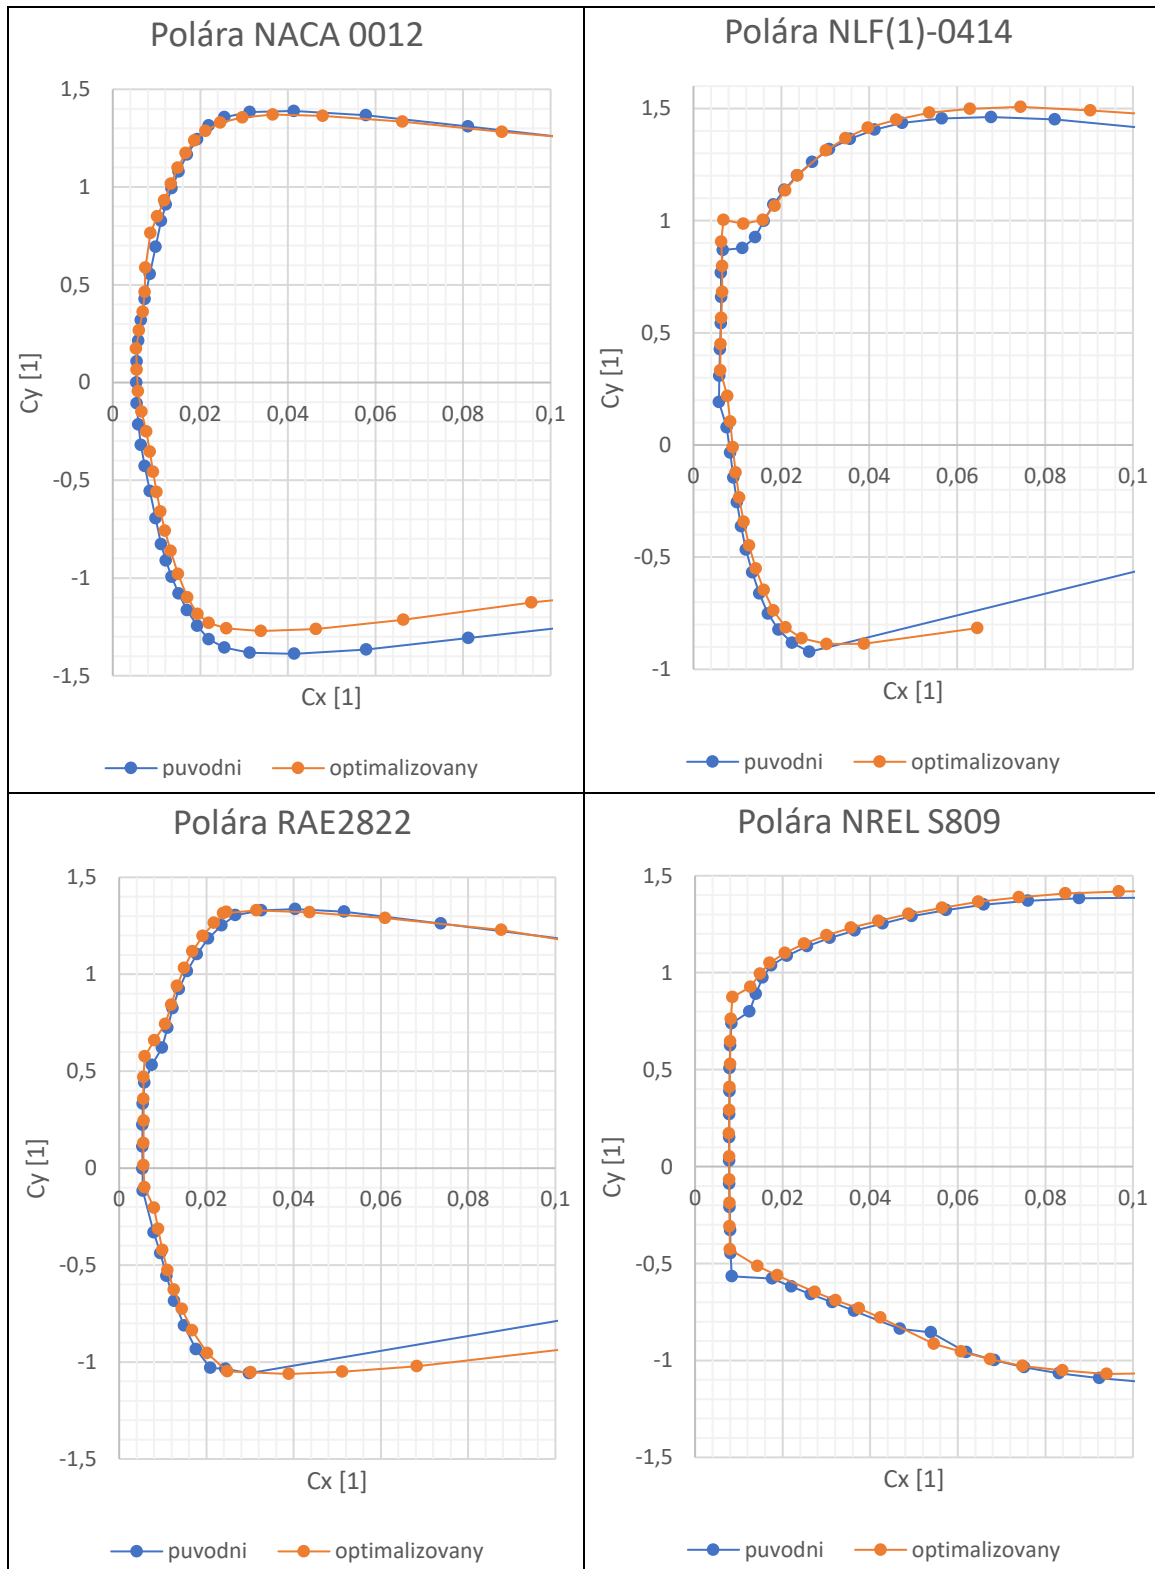 Polára NACA 0012
1,5
1
0,5
0
-0,5
-1
-1,5
0 0,02 0,04 0,06 0,08 0,1
Cy [1]
Cx [1]
puvodni optimalizovany
Polára NLF(1)-0414
1,5
1
0,5
0
-0,5
-1
0 0,02 0,04 0,06 0,08 0,1
Cy [1]
Cx [1]
puvodni optimalizovany
Polára RAE2822
1,5
1
0,5
0
-0,5
-1
-1,5
0 0,02 0,04 0,06 0,08 0,1
Cy [1]
Cx [1]
puvodni optimalizovany
Polára NREL S809
1,5
1
0,5
0
-0,5
-1
-1,5
0 0,02 0,04 0,06 0,08 0,1
Cy [1]
Cx [1]
puvodni optimalizovany